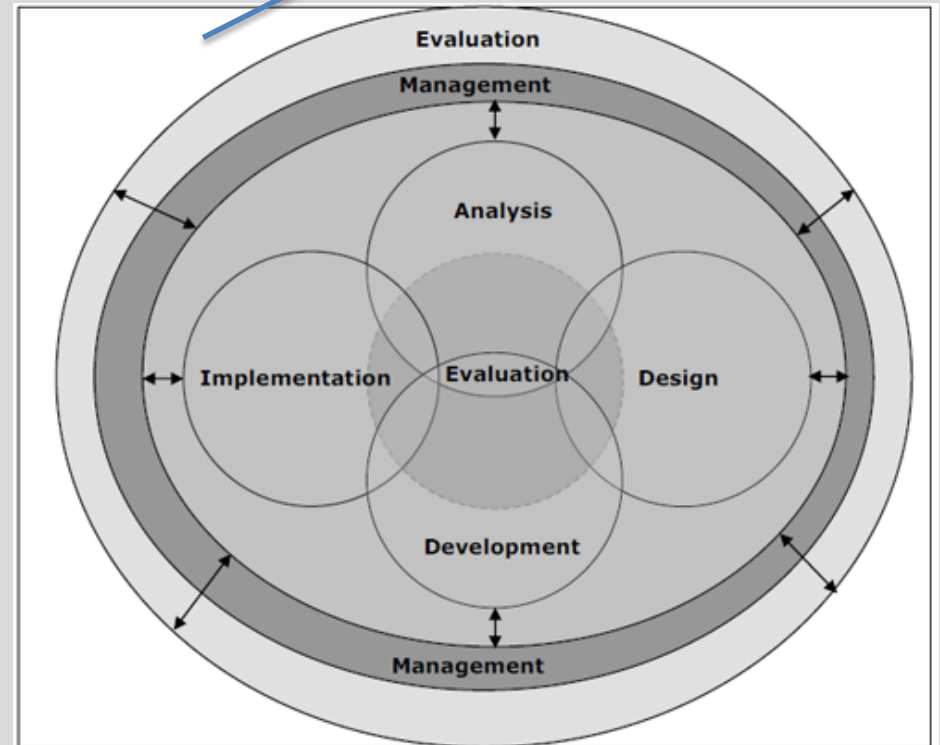 Evaluation
Management
Analysis
Implementation
Evaluation
Design
Development
Management